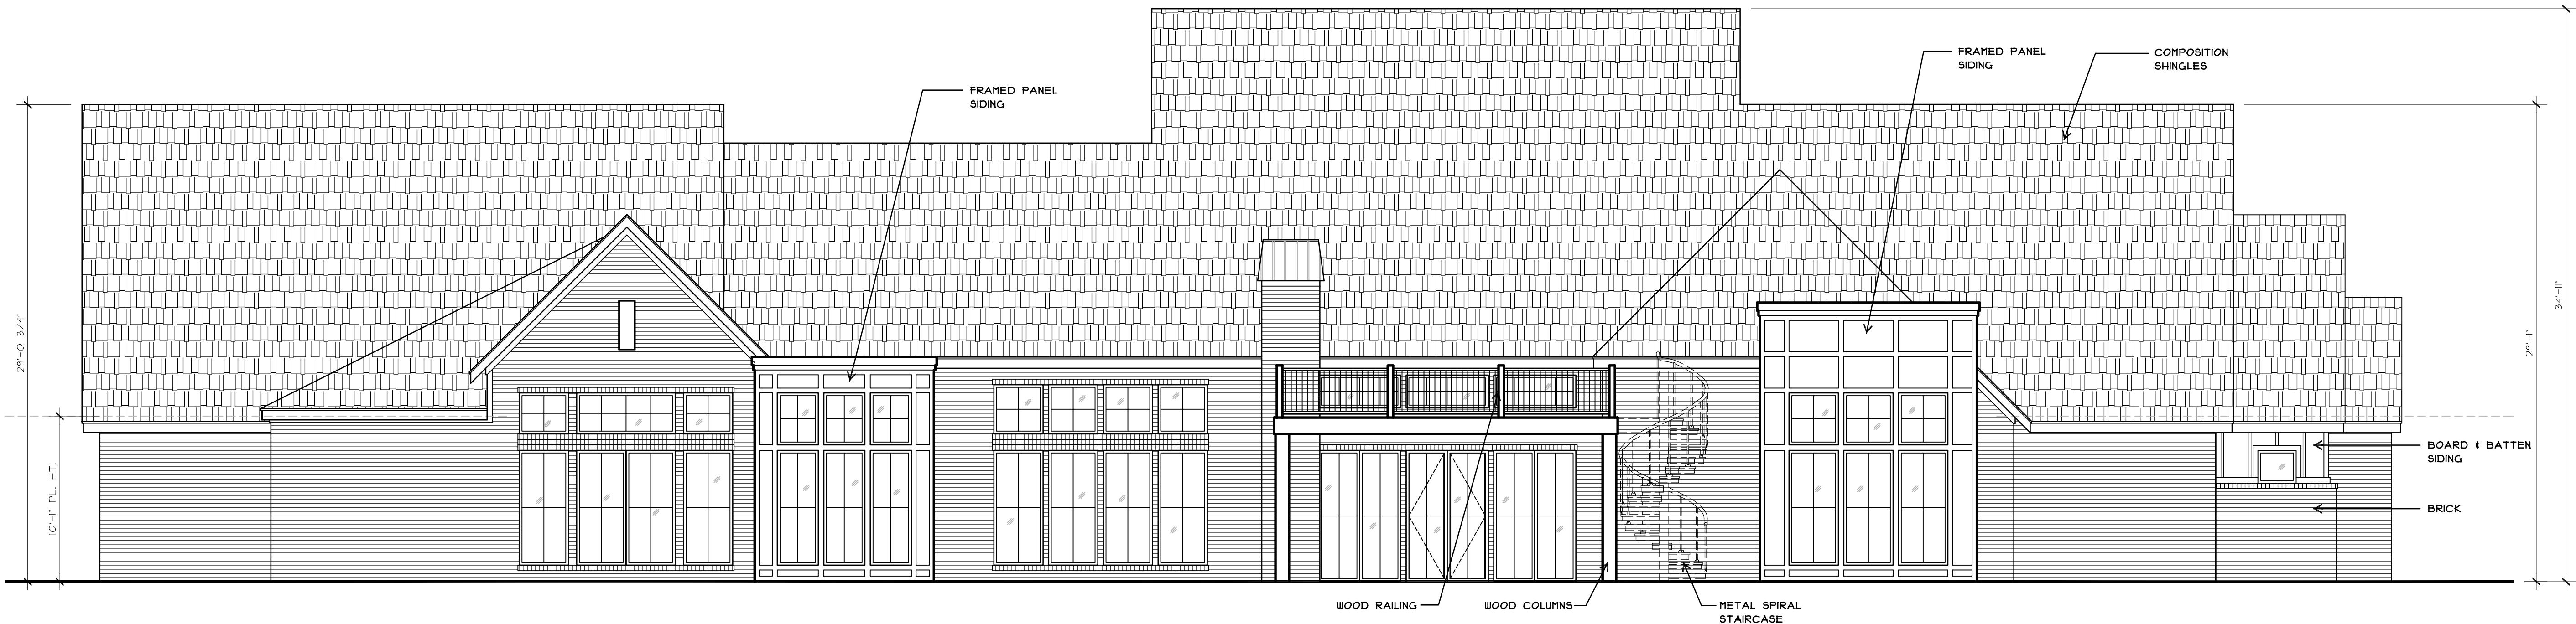 FRAMED PANEL
SIDING
COMPOSITION
SHINGLES
FRAMED PANEL
SIDING
34'-11"
29'-0 3/4"
29'-1"
10'-1" PL. HT.
BOARD & BATTEN
SIDING
BRICK
WOOD RAILING
WOOD COLUMNS
METAL SPIRAL
STAIRCASE